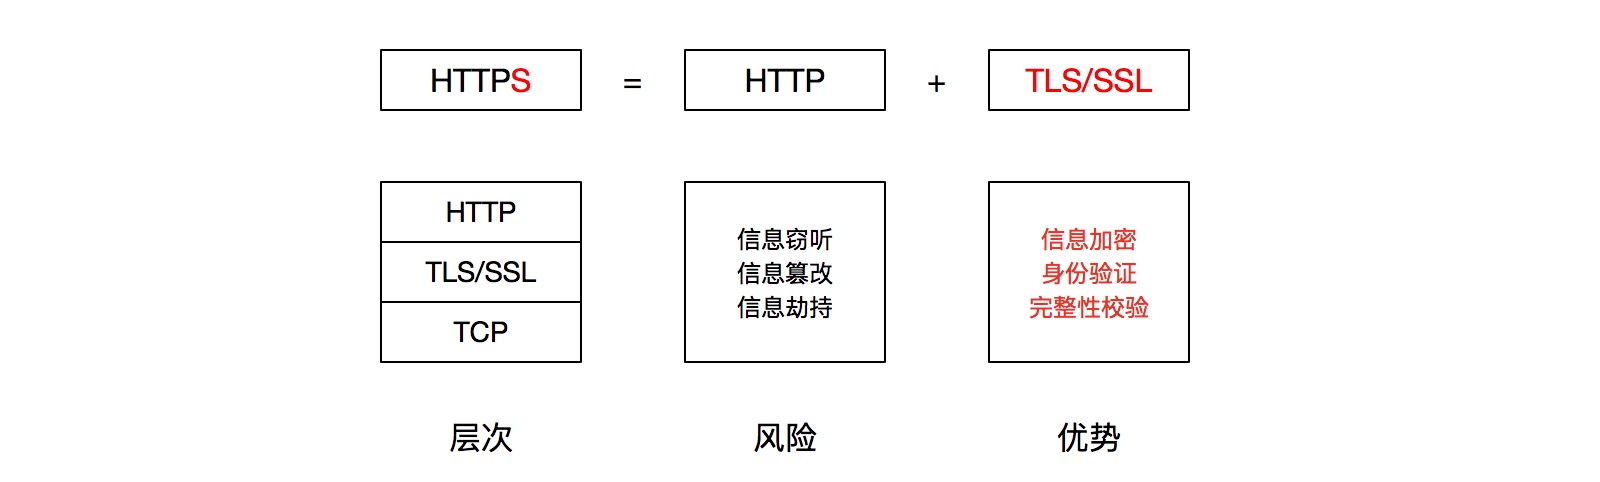 HTTPS = HTTP + TLS/SSL
HTTP
TLS/SSL
TCP
信息窃听
信息篡改
信息劫持
信息加密
身份验证
完整性校验
层次
风险
优势